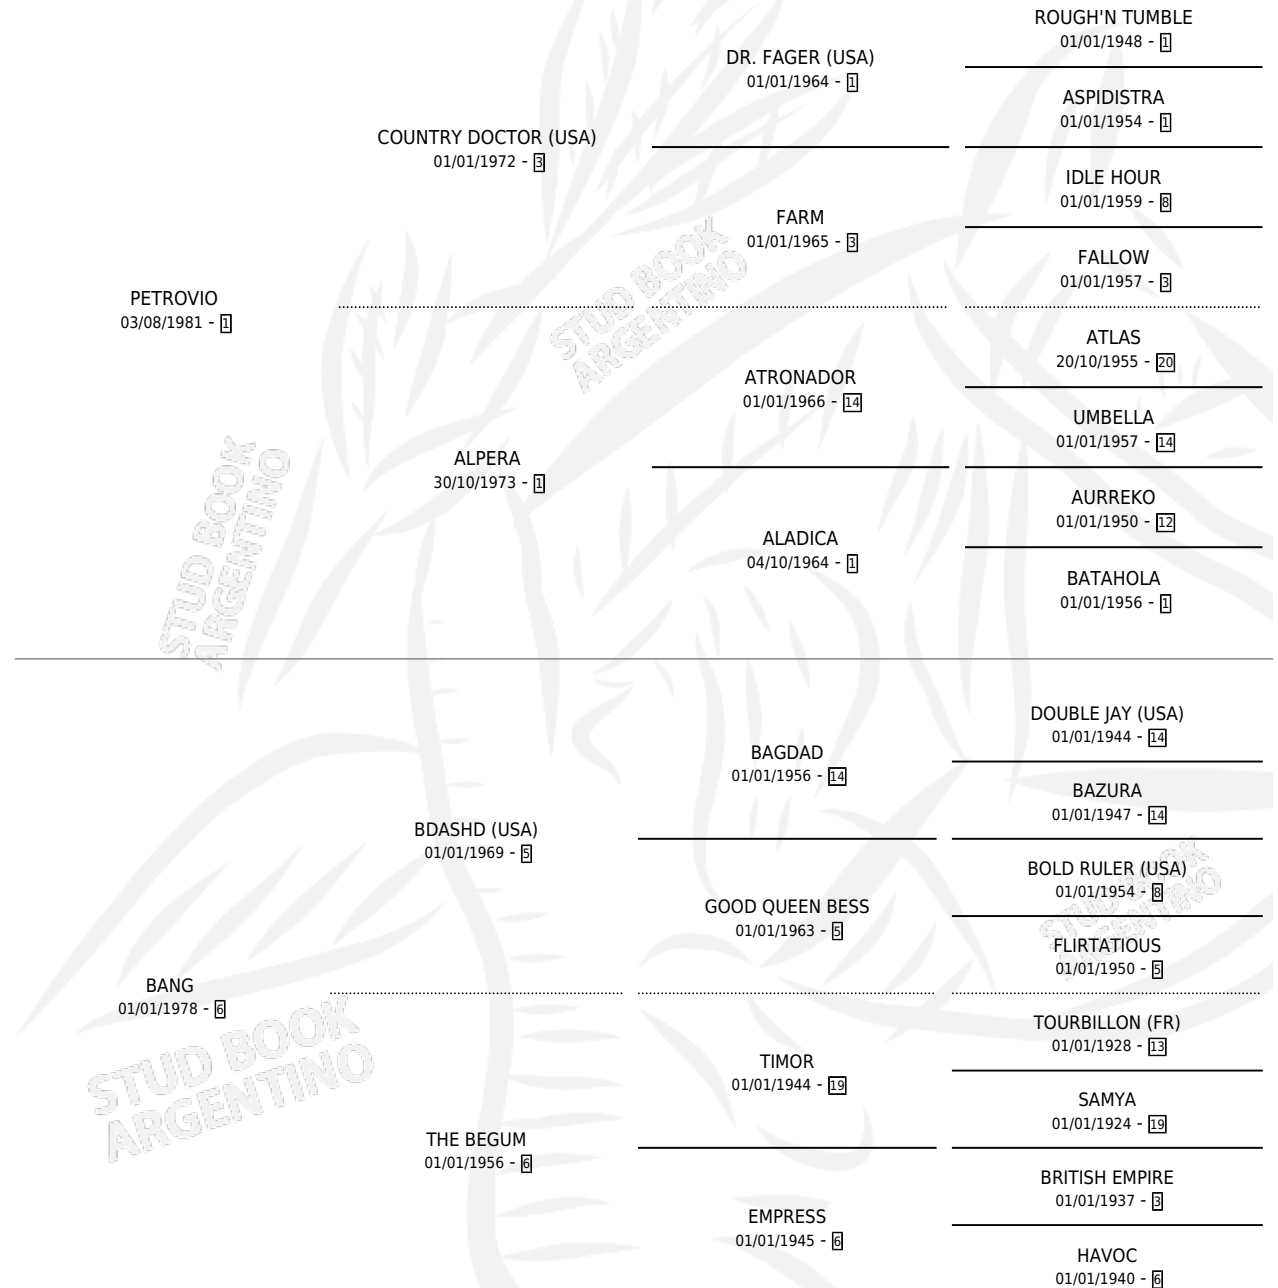 ROUGH'N TUMBLE
01/01/1948 - 1
DR. FAGER (USA)
01/01/1964 - 1
ASPIDISTRA
01/01/1954 - 1
COUNTRY DOCTOR (USA)
01/01/1972 - 3
IDLE HOUR
01/01/1959 - 8
FARM
01/01/1965 - 3
FALLOW
01/01/1957 - 3
PETROVIO
03/08/1981 - 1
ATLAS
20/10/1955 - 20
ATRONADOR
01/01/1966 - 14
UMBELLA
01/01/1957 - 14
ALPERA
30/10/1973 - 1
AURREKO
01/01/1950 - 12
ALADICA
04/10/1964 - 1
BATAHOLA
01/01/1956 - 1
DOUBLE JAY (USA)
01/01/1944 - 14
BAGDAD
01/01/1956 - 14
BAZURA
01/01/1947 - 14
BDASHD (USA)
01/01/1969 - 5
BOLD RULER (USA)
01/01/1954 - 8
GOOD QUEEN BESS
01/01/1963 - 5
FLIRTATIOUS
01/01/1950 - 5
BANG
01/01/1978 - 6
TOURBILLON (FR)
01/01/1928 - 13
TIMOR
01/01/1944 - 19
SAMYA
01/01/1924 - 19
THE BEGUM
01/01/1956 - 6
BRITISH EMPIRE
01/01/1937 - 3
EMPRESS
01/01/1945 - 6
HAVOC
01/01/1940 - 6
STUD BOOK
ARGENTINO
STUD BOOK
ARGENTINO
STUD BOOK
ARGENTINO
STUD BOOK
ARGENTINO